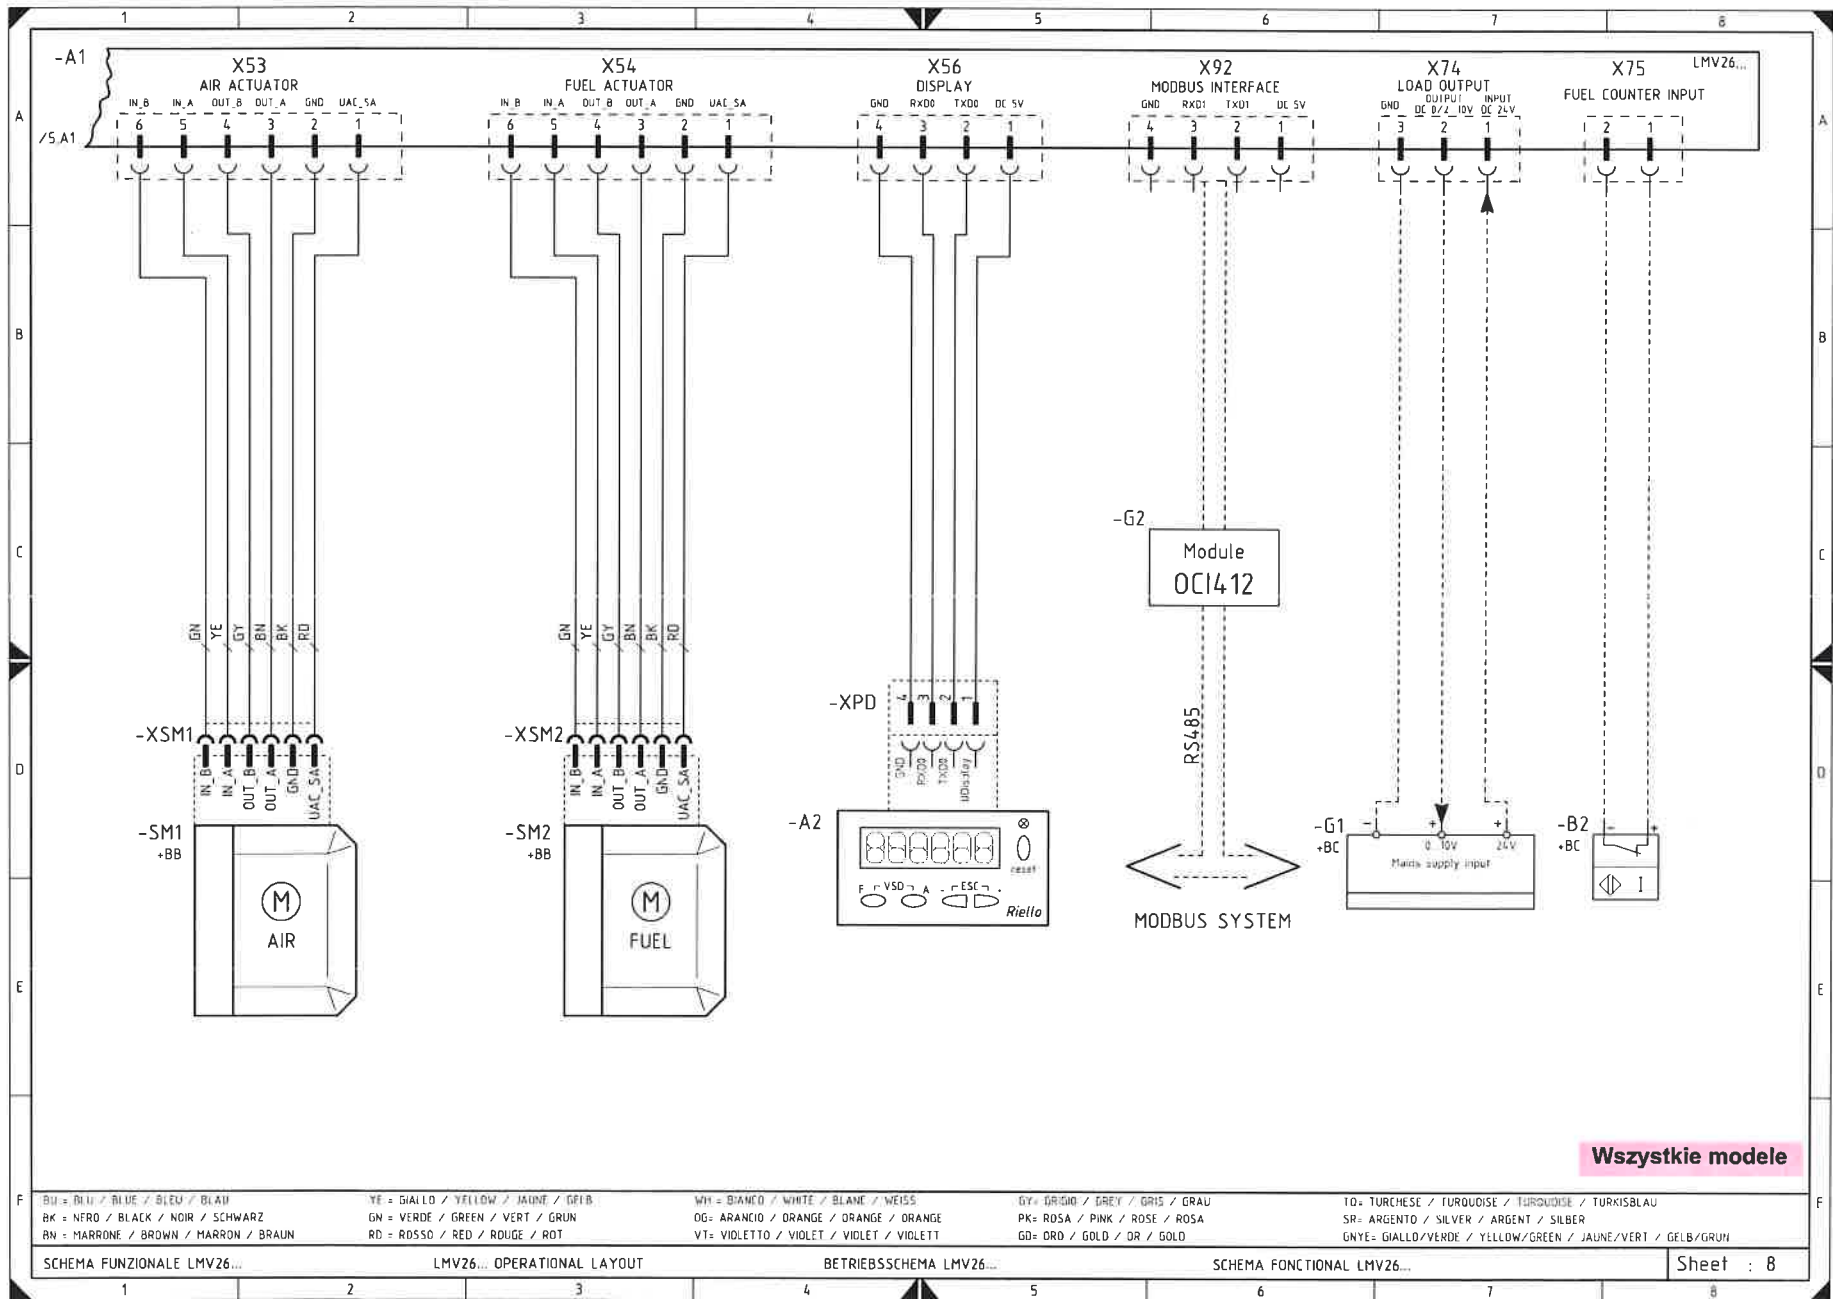 1 2 3 4 5 6 7 8
-A1
X53 X54 X56 X92 X74 X75 LMV26...
AIR ACTUATOR FUEL ACTUATOR DISPLAY MODBUS INTERFACE LOAD OUTPUT FUEL COUNTER INPUT
IN_B IN_A OUT_B OUT_A GND UAC_SA
6 5 4 3 2 1
IN_B IN_A OUT_B OUT_A GND UAC_SA
6 5 4 3 2 1
GND RXD0 TXD0 DC 5V
4 3 2 1
GND RXD1 TXD1 DC 5V
4 3 2 1
GND OUTPUT DC 0/2 10V INPUT DC 24V
3 2 1
2 1
/5.A1
A A
B B
-G2
Module
OCI412
C C
GN YE GY BN BK RD
GN YE GY BN BK RD
-XPD
4 3 2 1
RS485
-XSM1
-XSM2
GND RXD0 TXD0 UDisplay
D D
IN_B IN_A OUT_B OUT_A GND UAC_SA
IN_B IN_A OUT_B OUT_A GND UAC_SA
-SM1
+BB
-SM2
+BB
-A2
888888
reset
F VSD A - ESC +
Riello
-G1
+BC
- + +
0...10V 24V
Mains supply input
-B2
+BC
- +
I
M
AIR
M
FUEL
MODBUS SYSTEM
E E
Wszystkie modele
F F
BU = BLU / BLUE / BLEU / BLAU YE = GIALLO / YELLOW / JAUNE / GELB WH = BIANCO / WHITE / BLANC / WEISS GY= GRIGIO / GREY / GRIS / GRAU TQ= TURCHESE / TURQUOISE / TURQUOISE / TURKISBLAU
BK = NERO / BLACK / NOIR / SCHWARZ GN = VERDE / GREEN / VERT / GRUN OG= ARANCIO / ORANGE / ORANGE / ORANGE PK= ROSA / PINK / ROSE / ROSA SR= ARGENTO / SILVER / ARGENT / SILBER
BN = MARRONE / BROWN / MARRON / BRAUN RD = ROSSO / RED / ROUGE / ROT VT= VIOLETTO / VIOLET / VIOLET / VIOLETT GD= ORO / GOLD / OR / GOLD GNYE= GIALLO/VERDE / YELLOW/GREEN / JAUNE/VERT / GELB/GRUN
SCHEMA FUNZIONALE LMV26... LMV26... OPERATIONAL LAYOUT BETRIEBSSCHEMA LMV26... SCHEMA FONCTIONAL LMV26... Sheet : 8
1 2 3 4 5 6 7 8